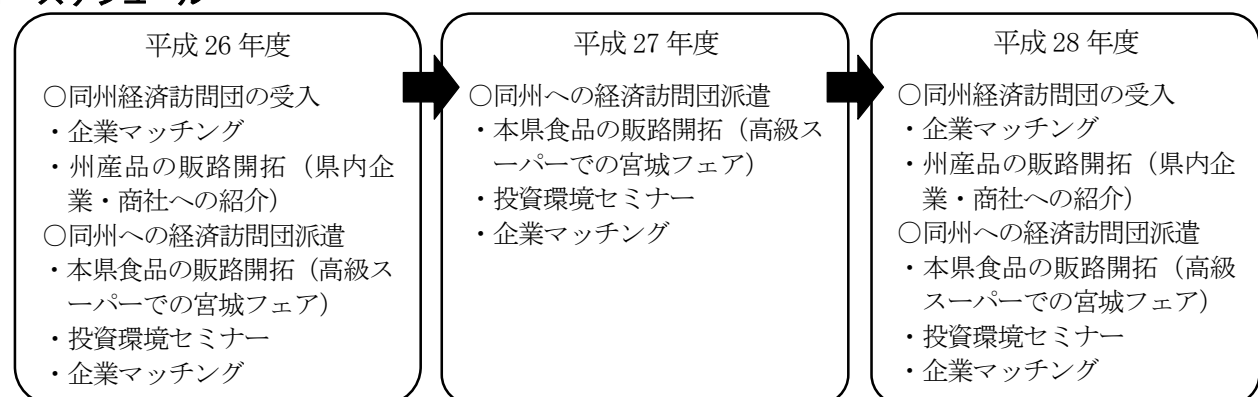 スケジュール
平成 26 年度
○同州経済訪問団の受入
・企業マッチング
・州産品の販路開拓（県内企
業・商社への紹介）
○同州への経済訪問団派遣
・本県食品の販路開拓（高級ス
ーパーでの宮城フェア）
・投資環境セミナー
・企業マッチング
平成 27 年度
○同州への経済訪問団派遣
・本県食品の販路開拓（高級ス
ーパーでの宮城フェア）
・投資環境セミナー
・企業マッチング
平成 28 年度
○同州経済訪問団の受入
・企業マッチング
・州産品の販路開拓（県内企
業・商社への紹介）
○同州への経済訪問団派遣
・本県食品の販路開拓（高級
スーパーでの宮城フェア）
・投資環境セミナー
・企業マッチング